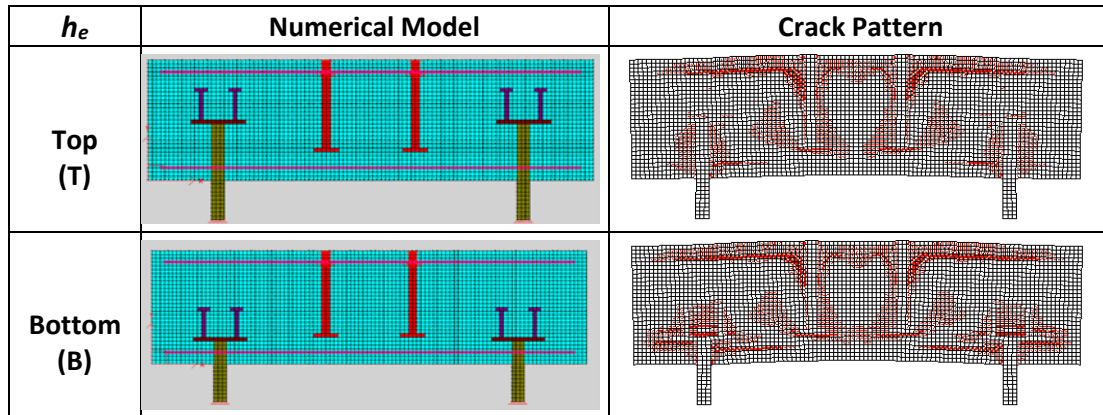 he
Numerical Model
Crack Pattern
Top
(T)
Bottom
(B)